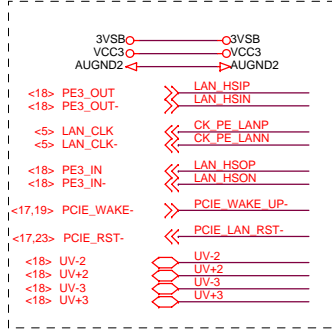 3VSB 3VSB
VCC3 VCC3
AUGND2 AUGND2
<18> PE3_OUT LAN_HSIP
<18> PE3_OUT- LAN_HSIN
<5> LAN_CLK CK_PE_LANP
<5> LAN_CLK- CK_PE_LANN
<18> PE3_IN LAN_HSOP
<18> PE3_IN- LAN_HSON
<17,19> PCIE_WAKE- PCIE_WAKE_UP-
<17,23> PCIE_RST- PCIE_LAN_RST-
<18> UV-2 UV-2
<18> UV+2 UV+2
<18> UV-3 UV-3
<18> UV+3 UV+3